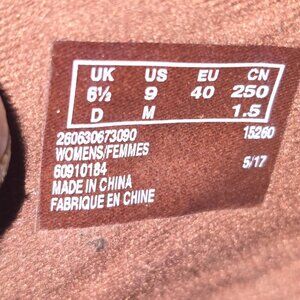 UK US EU CN
6½ 9 40 250
D M 1.5
260630673090 15260
WOMENS/FEMMES
60910184 5/17
MADE IN CHINA
FABRIQUE EN CHINE